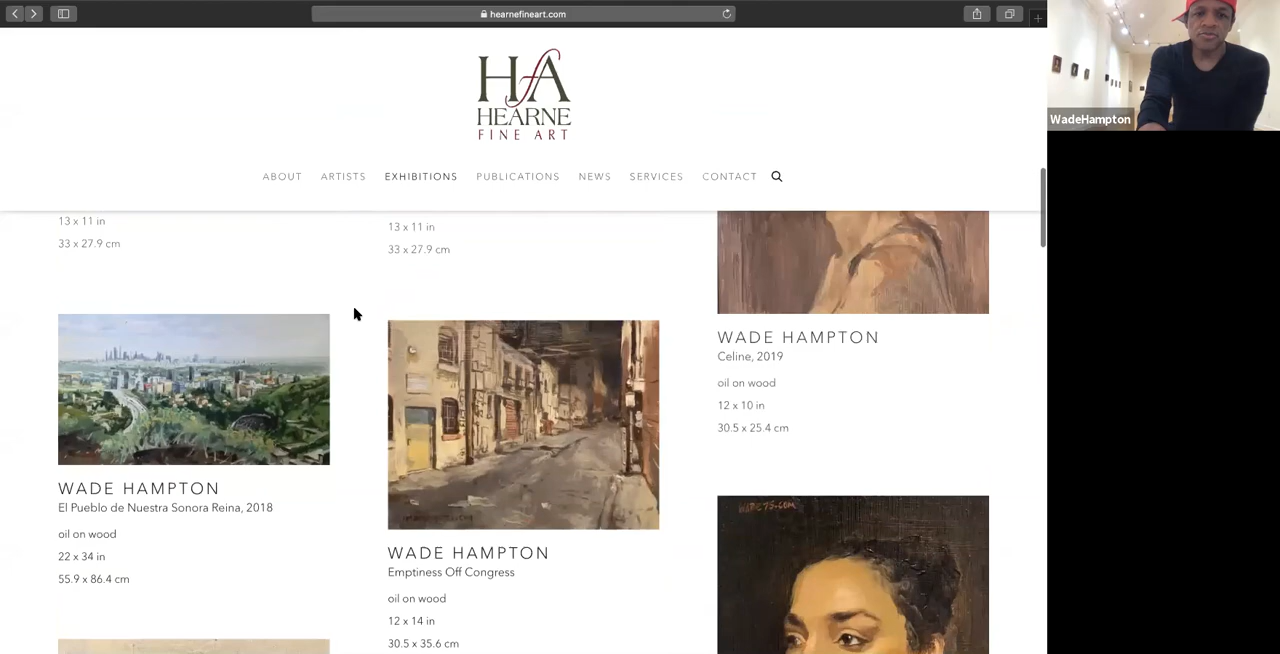 hearnefineart.com
HfA
HEARNE
FINE ART
ABOUT ARTISTS EXHIBITIONS PUBLICATIONS NEWS SERVICES CONTACT
WadeHampton
13 x 11 in
33 x 27.9 cm
13 x 11 in
33 x 27.9 cm
WADE HAMPTON
Celine, 2019
oil on wood
12 x 10 in
30.5 x 25.4 cm
WADE HAMPTON
El Pueblo de Nuestra Sonora Reina, 2018
oil on wood
22 x 34 in
55.9 x 86.4 cm
WADE HAMPTON
Emptiness Off Congress
oil on wood
12 x 14 in
30.5 x 35.6 cm
WADE75.COM